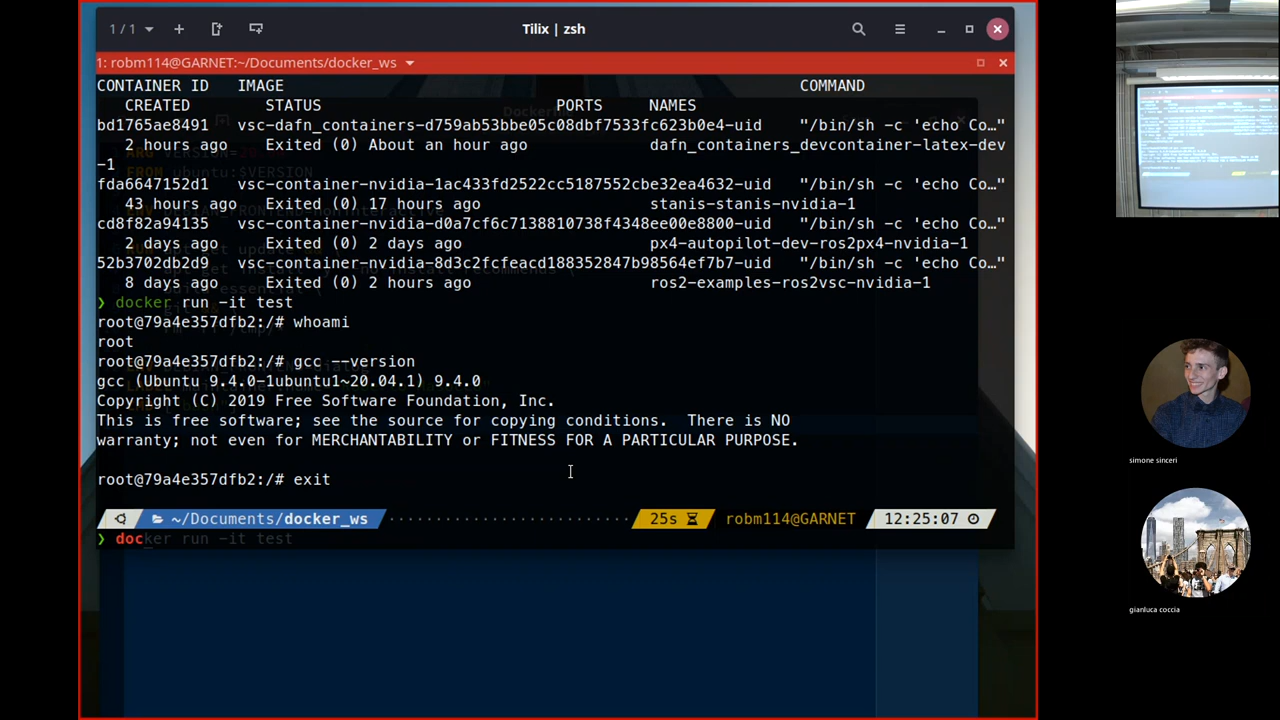 1 / 1
Tilix | zsh
1: robm114@GARNET:~/Documents/docker_ws
CONTAINER ID   IMAGE   COMMAND
CREATED   STATUS   PORTS   NAMES
bd1765ae8491   "/bin/sh -c 'echo Co…"
2 hours ago   Exited (0) About an hour ago   dafn_containers_devcontainer-latex-dev
-1
fda6647152d1   vsc-container-nvidia-1ac433fd2522cc5187552cbe32ea4632-uid   "/bin/sh -c 'echo Co…"
43 hours ago   Exited (0) 17 hours ago   stanis-stanis-nvidia-1
cd8f82a94135   vsc-container-nvidia-d0a7cf6c7138810738f4348ee00e8800-uid   "/bin/sh -c 'echo Co…"
2 days ago   Exited (0) 2 days ago   px4-autopilot-dev-ros2px4-nvidia-1
52b3702db2d9   vsc-container-nvidia-8d3c2fcfeacd188352847b98564ef7b7-uid   "/bin/sh -c 'echo Co…"
8 days ago   Exited (0) 2 hours ago   ros2-examples-ros2vsc-nvidia-1
❯ docker run -it test
root@79a4e357dfb2:/# whoami
root
root@79a4e357dfb2:/# gcc --version
gcc (Ubuntu 9.4.0-1ubuntu1~20.04.1) 9.4.0
Copyright (C) 2019 Free Software Foundation, Inc.
This is free software; see the source for copying conditions.  There is NO
warranty; not even for MERCHANTABILITY or FITNESS FOR A PARTICULAR PURPOSE.
root@79a4e357dfb2:/# exit
~/Documents/docker_ws   25s   robm114@GARNET   12:25:07
❯ docker run -it test
simone sinceri
gianluca coccia